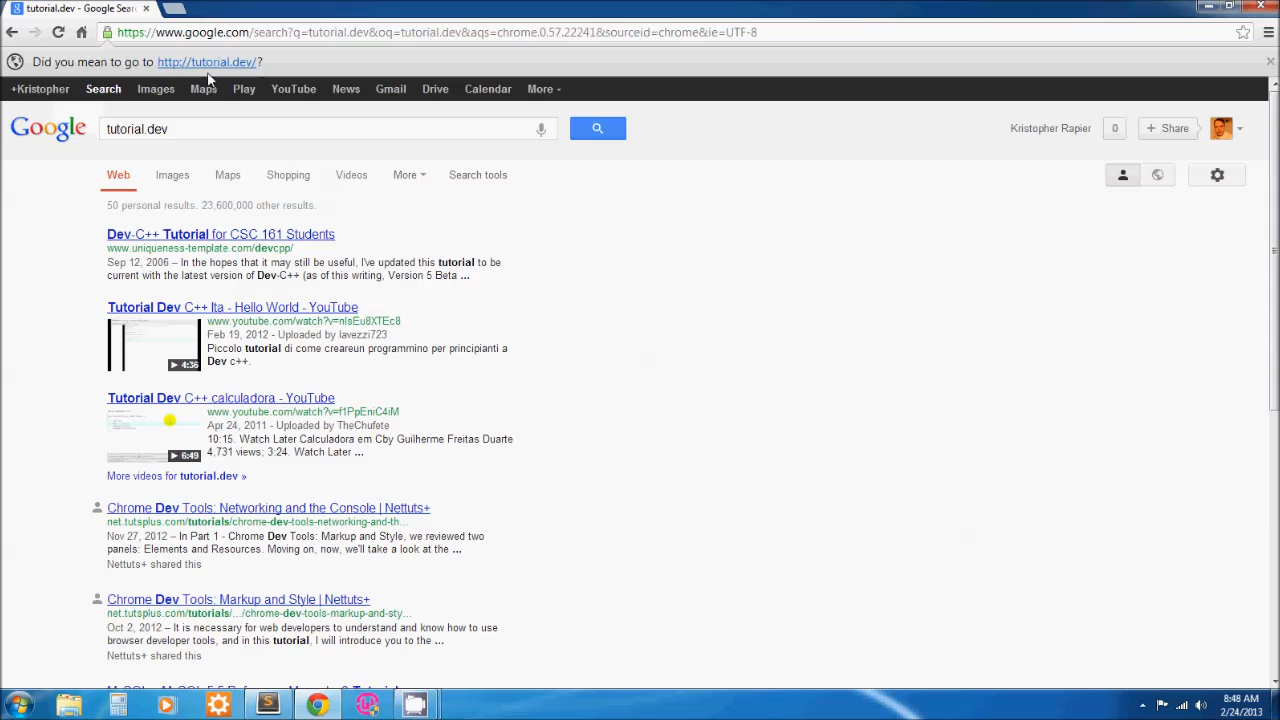 tutorial.dev - Google Sear
https://www.google.com/search?q=tutorial.dev&oq=tutorial.dev&aqs=chrome.0.57.22241&sourceid=chrome&ie=UTF-8
Did you mean to go to http://tutorial.dev/?
+Kristopher Search Images Maps Play YouTube News Gmail Drive Calendar More
Google tutorial.dev Kristopher Rapier 0 + Share
Web Images Maps Shopping Videos More Search tools
50 personal results. 23,600,000 other results.
Dev-C++ Tutorial for CSC 161 Students
www.uniqueness-template.com/devcpp/
Sep 12, 2006 – In the hopes that it may still be useful, I've updated this tutorial to be
current with the latest version of Dev-C++ (as of this writing, Version 5 Beta ...
Tutorial Dev C++ Ita - Hello World - YouTube
www.youtube.com/watch?v=nIsEu8XTEc8
Feb 19, 2012 - Uploaded by lavezzi723
Piccolo tutorial di come creareun programmino per principianti a
Dev c++.
4:36
Tutorial Dev C++ calculadora - YouTube
www.youtube.com/watch?v=f1PpEniC4iM
Apr 24, 2011 - Uploaded by TheChufete
10:15. Watch Later Calculadora em Cby Guilherme Freitas Duarte
4,731 views; 3:24. Watch Later ...
6:49
More videos for tutorial.dev »
Chrome Dev Tools: Networking and the Console | Nettuts+
net.tutsplus.com/tutorials/chrome-dev-tools-networking-and-th...
Nov 27, 2012 – In Part 1 - Chrome Dev Tools: Markup and Style, we reviewed two
panels: Elements and Resources. Moving on, now, we'll take a look at the ...
Nettuts+ shared this
Chrome Dev Tools: Markup and Style | Nettuts+
net.tutsplus.com/tutorials/.../chrome-dev-tools-markup-and-sty...
Oct 2, 2012 – It is necessary for web developers to understand and know how to use
browser developer tools, and in this tutorial, I will introduce you to the ...
Nettuts+ shared this
8:48 AM
2/24/2013